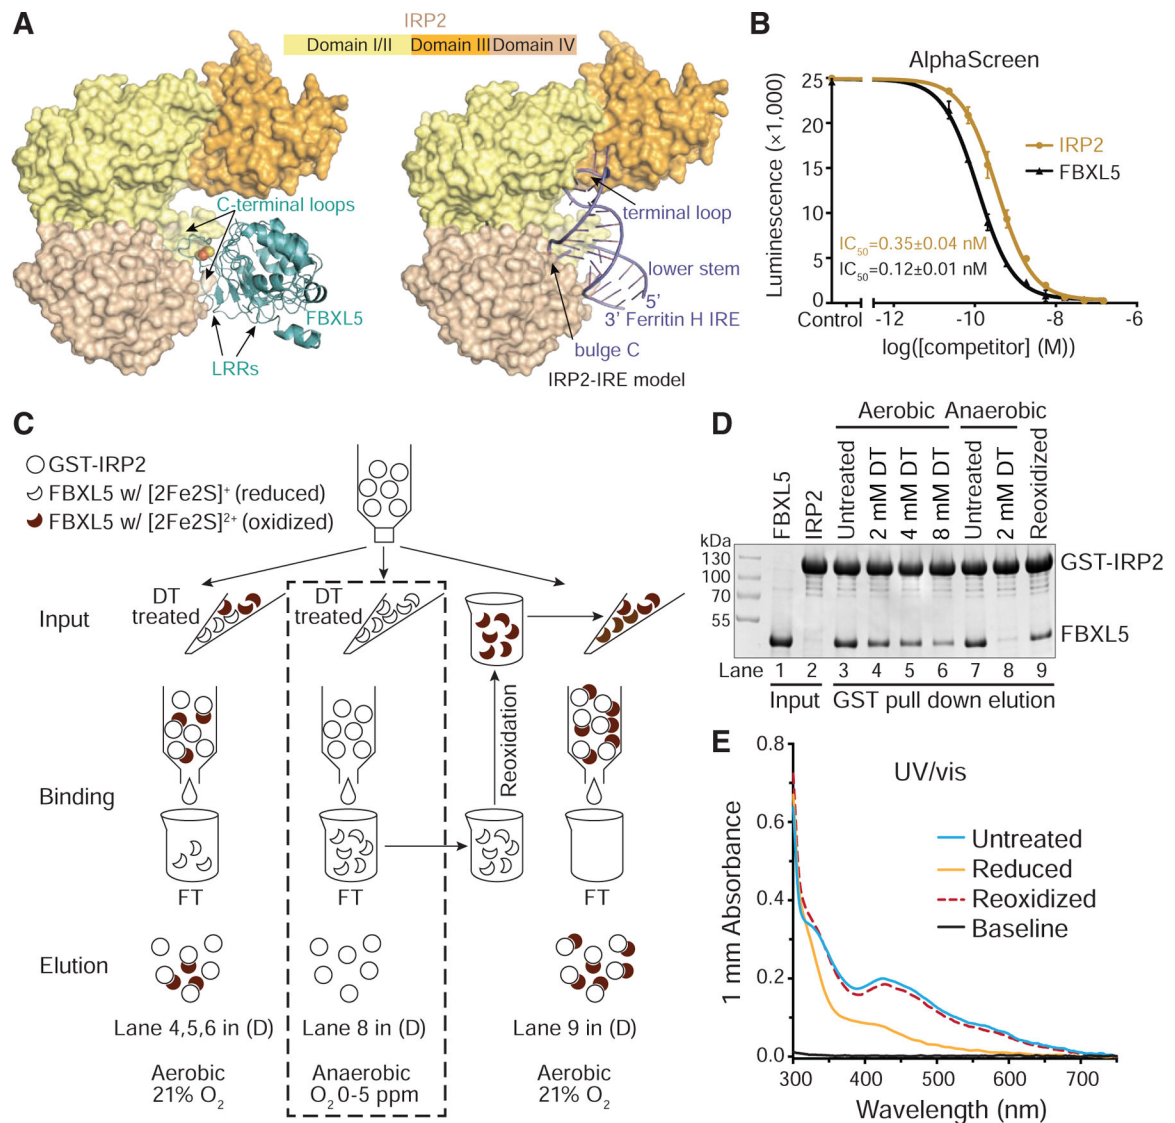 A
IRP2
Domain I/II Domain III Domain IV
C-terminal loops
FBXL5
LRRs
terminal loop
lower stem
5’
3’ Ferritin H IRE
bulge C
IRP2-IRE model
B
AlphaScreen
Luminescence (×1,000)
25
20
15
10
5
0
IRP2
FBXL5
IC50=0.35±0.04 nM
IC50=0.12±0.01 nM
Control -12 -10 -8 -6
log([competitor] (M))
C
GST-IRP2
FBXL5 w/ [2Fe2S]+ (reduced)
FBXL5 w/ [2Fe2S]2+ (oxidized)
Input
DT treated
DT treated
Binding
Reoxidation
FT
FT
Elution
Lane 4,5,6 in (D)
Lane 8 in (D)
Lane 9 in (D)
Aerobic
21% O2
Anaerobic
O2 0-5 ppm
Aerobic
21% O2
D
Aerobic Anaerobic
FBXL5
IRP2
Untreated
2 mM DT
4 mM DT
8 mM DT
Untreated
2 mM DT
Reoxidized
kDa
130
100
70
55
GST-IRP2
FBXL5
Lane 1 2 3 4 5 6 7 8 9
Input GST pull down elution
E
UV/vis
1 mm Absorbance
0.8
0.6
0.4
0.2
0.0
Untreated
Reduced
Reoxidized
Baseline
300 400 500 600 700
Wavelength (nm)